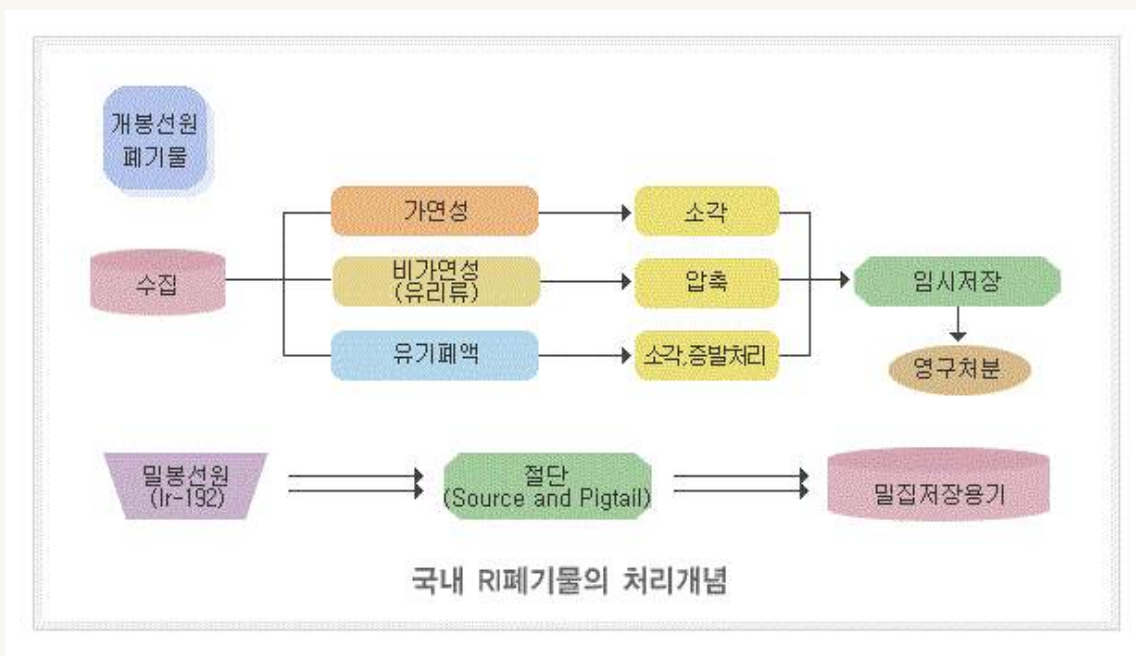 개봉선원
폐기물
수집
가연성
소각
비가연성
(유리류)
압축
유기폐액
소각,증발처리
임시저장
영구처분
밀봉선원
(Ir-192)
절단
(Source and Pigtail)
밀집저장용기
국내 RI폐기물의 처리개념